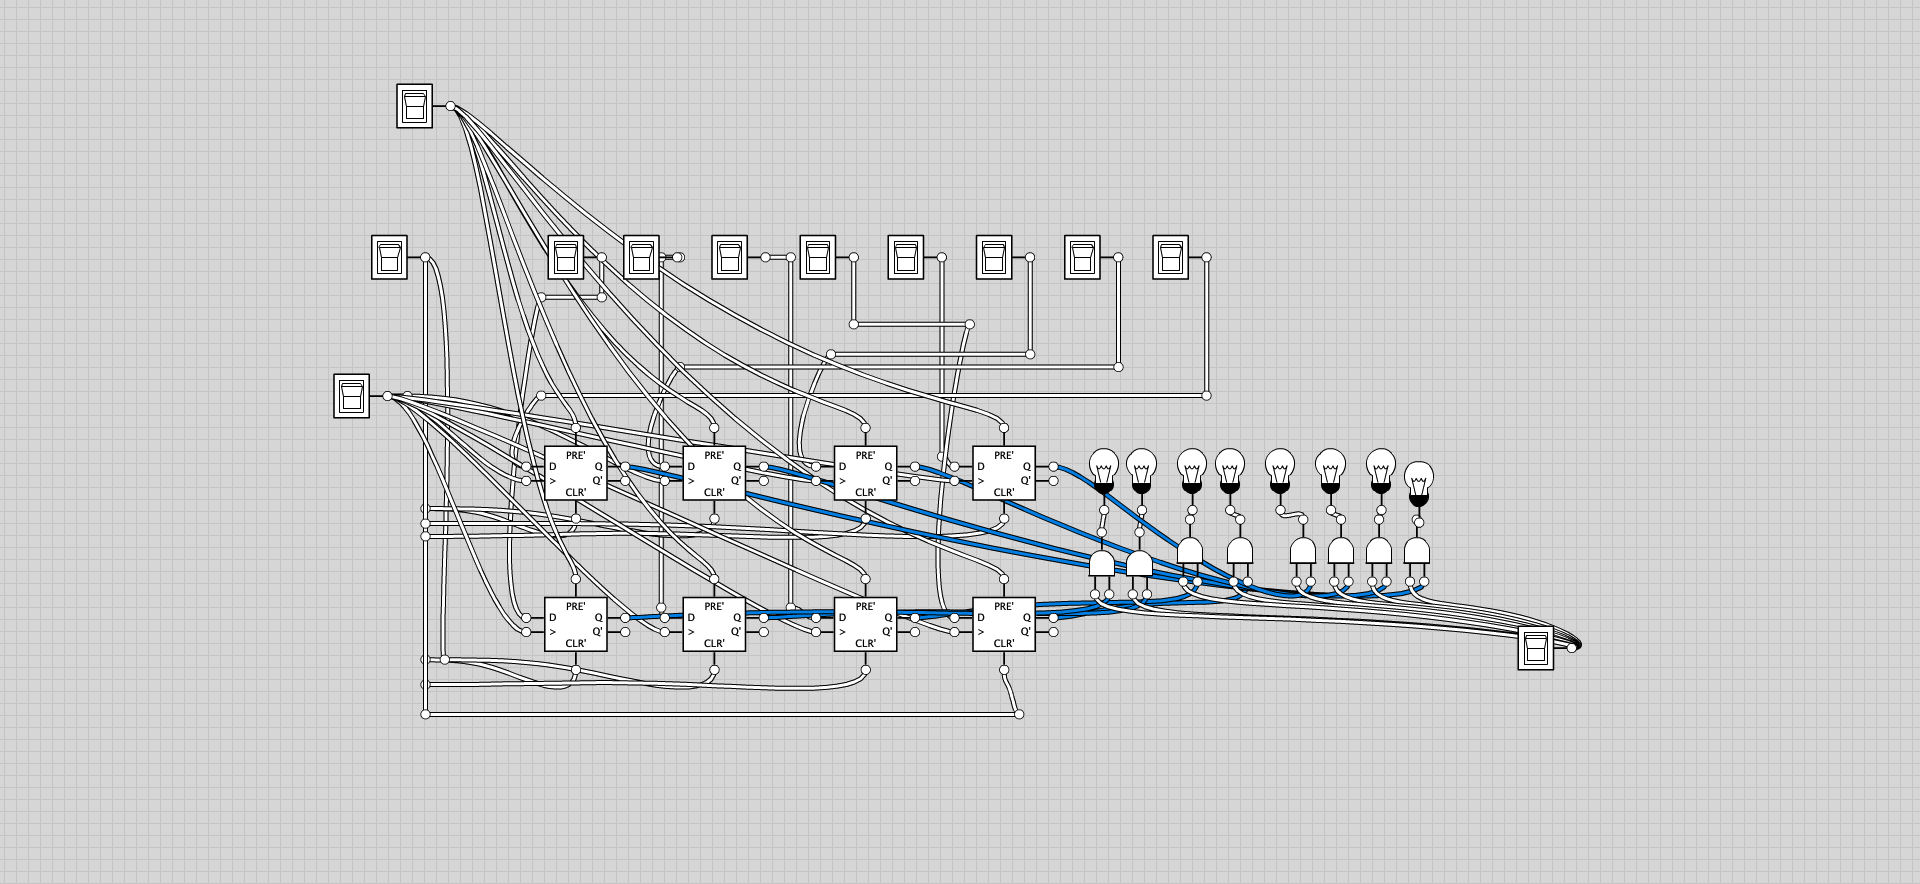 PRE'
D Q
> Q'
CLR'
PRE'
D Q
> Q'
CLR'
PRE'
D Q
> Q'
CLR'
PRE'
D Q
> Q'
CLR'
PRE'
D Q
> Q'
CLR'
PRE'
D Q
> Q'
CLR'
PRE'
D Q
> Q'
CLR'
PRE'
D Q
> Q'
CLR'